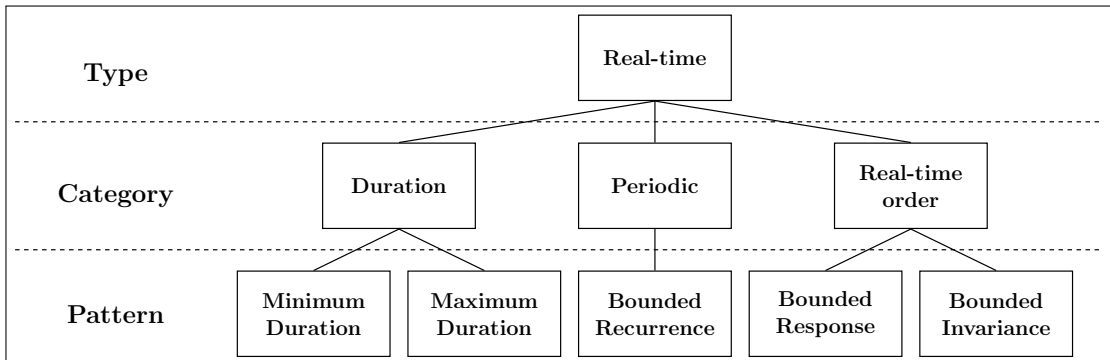 Type
Real-time
Category
Duration
Periodic
Real-time
order
Pattern
Minimum
Duration
Maximum
Duration
Bounded
Recurrence
Bounded
Response
Bounded
Invariance